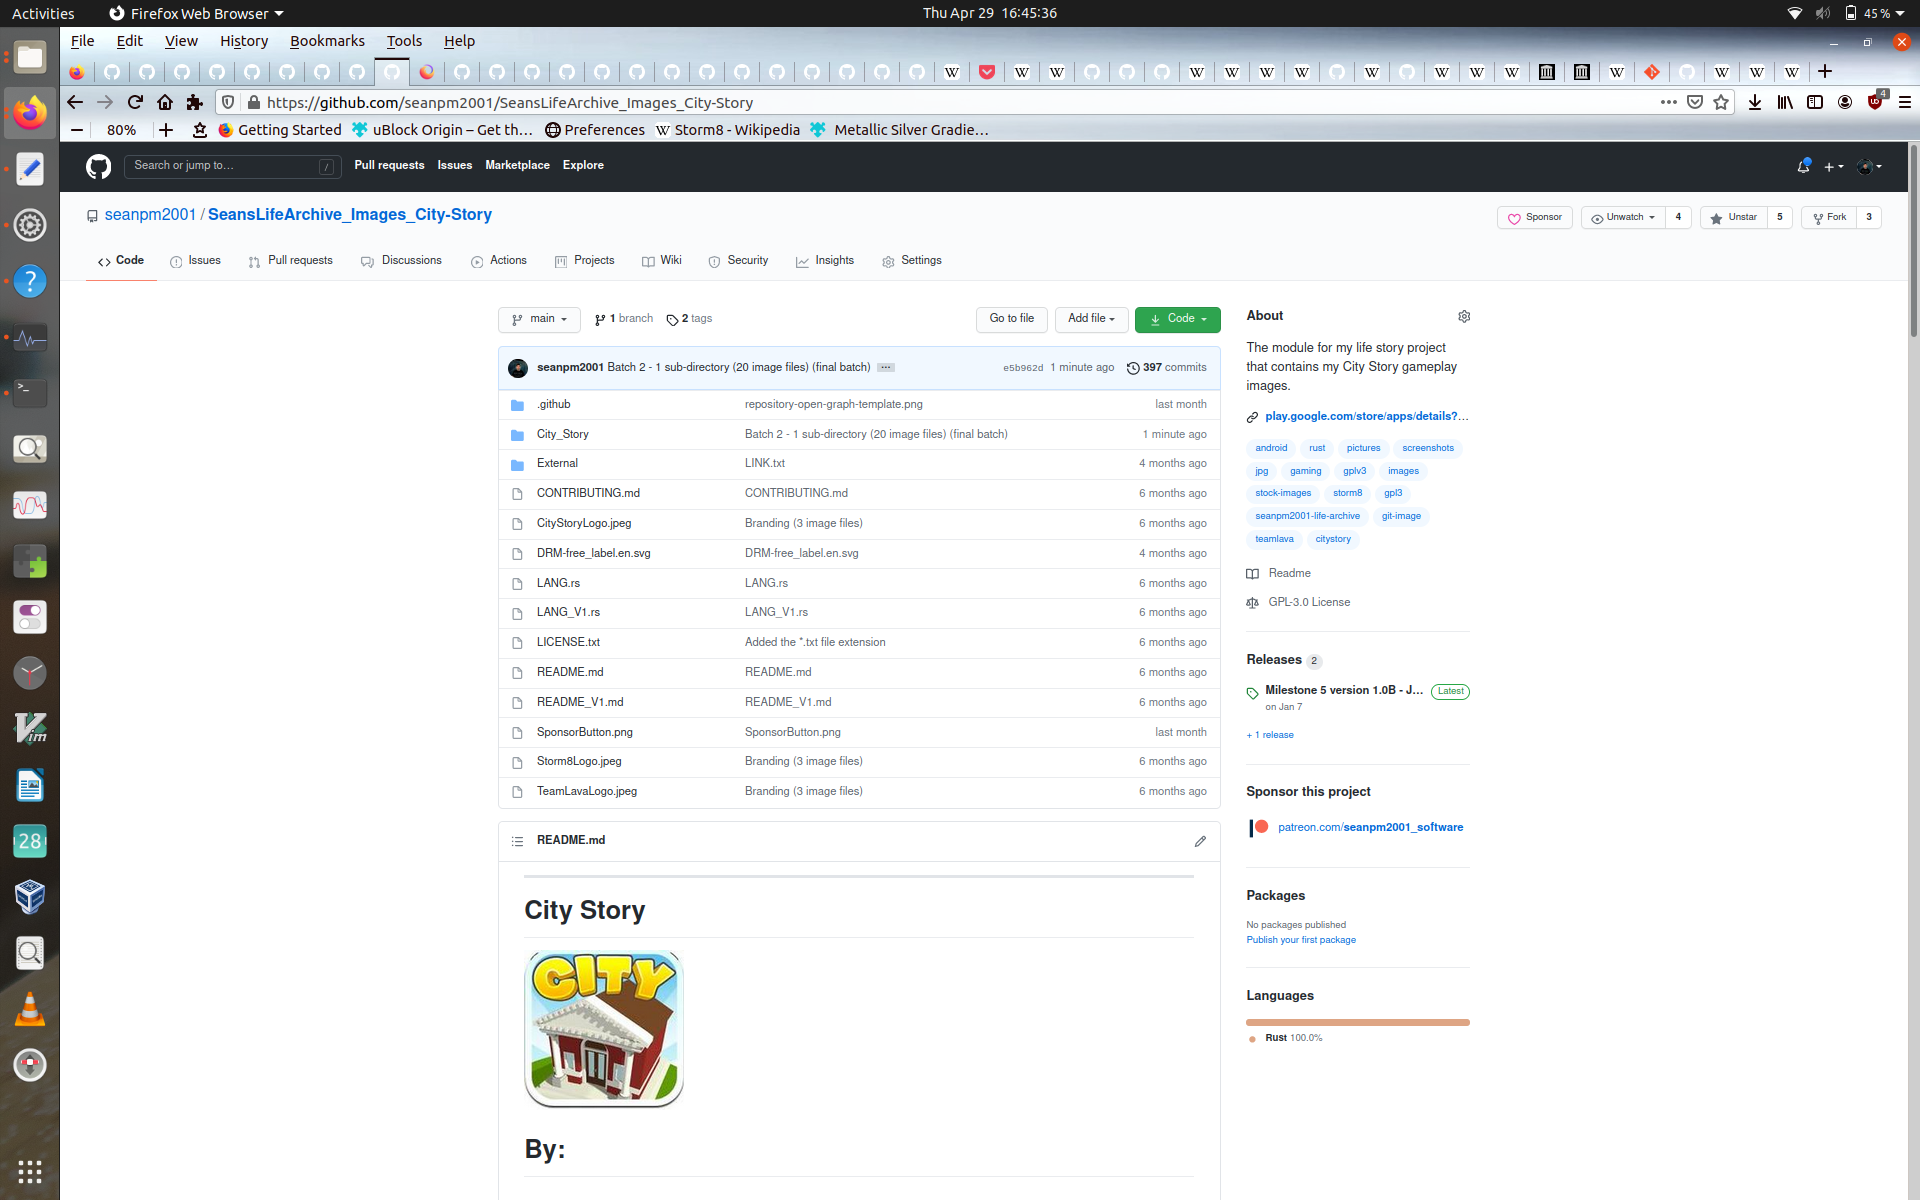 Activities Firefox Web Browser Thu Apr 29 16:45:36 45 %
File Edit View History Bookmarks Tools Help
https://github.com/seanpm2001/SeansLifeArchive_Images_City-Story 4
80% Getting Started uBlock Origin – Get th… Preferences Storm8 - Wikipedia Metallic Silver Gradie…
Search or jump to… / Pull requests Issues Marketplace Explore
seanpm2001 / SeansLifeArchive_Images_City-Story Sponsor Unwatch 4 Unstar 5 Fork 3
Code Issues Pull requests Discussions Actions Projects Wiki Security Insights Settings
main 1 branch 2 tags Go to file Add file Code
seanpm2001 Batch 2 - 1 sub-directory (20 image files) (final batch) … e5b962d 1 minute ago 397 commits
.github repository-open-graph-template.png last month
City_Story Batch 2 - 1 sub-directory (20 image files) (final batch) 1 minute ago
External LINK.txt 4 months ago
CONTRIBUTING.md CONTRIBUTING.md 6 months ago
CityStoryLogo.jpeg Branding (3 image files) 6 months ago
DRM-free_label.en.svg DRM-free_label.en.svg 4 months ago
LANG.rs LANG.rs 6 months ago
LANG_V1.rs LANG_V1.rs 6 months ago
LICENSE.txt Added the *.txt file extension 6 months ago
README.md README.md 6 months ago
README_V1.md README_V1.md 6 months ago
SponsorButton.png SponsorButton.png last month
Storm8Logo.jpeg Branding (3 image files) 6 months ago
TeamLavaLogo.jpeg Branding (3 image files) 6 months ago
README.md
City Story
CITY
By:
About
The module for my life story project
that contains my City Story gameplay
images.
play.google.com/store/apps/details?…
android rust pictures screenshots
jpg gaming gplv3 images
stock-images storm8 gpl3
seanpm2001-life-archive git-image
teamlava citystory
Readme
GPL-3.0 License
Releases 2
Milestone 5 version 1.0B - J… Latest
on Jan 7
+ 1 release
Sponsor this project
patreon.com/seanpm2001_software
Packages
No packages published
Publish your first package
Languages
Rust 100.0%
Vim
28